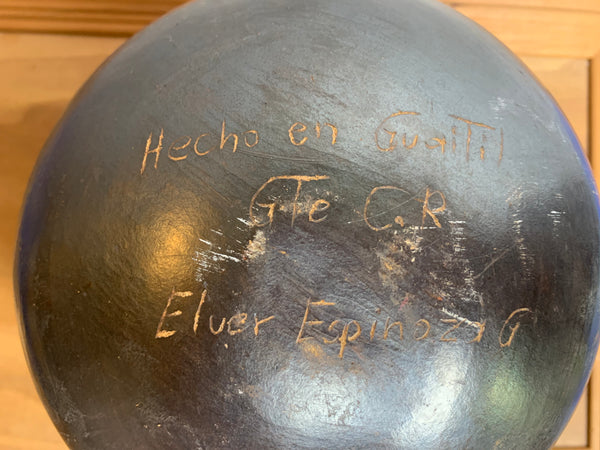 Hecho en Guaitil
GTe C.R
Elver Espinoza G